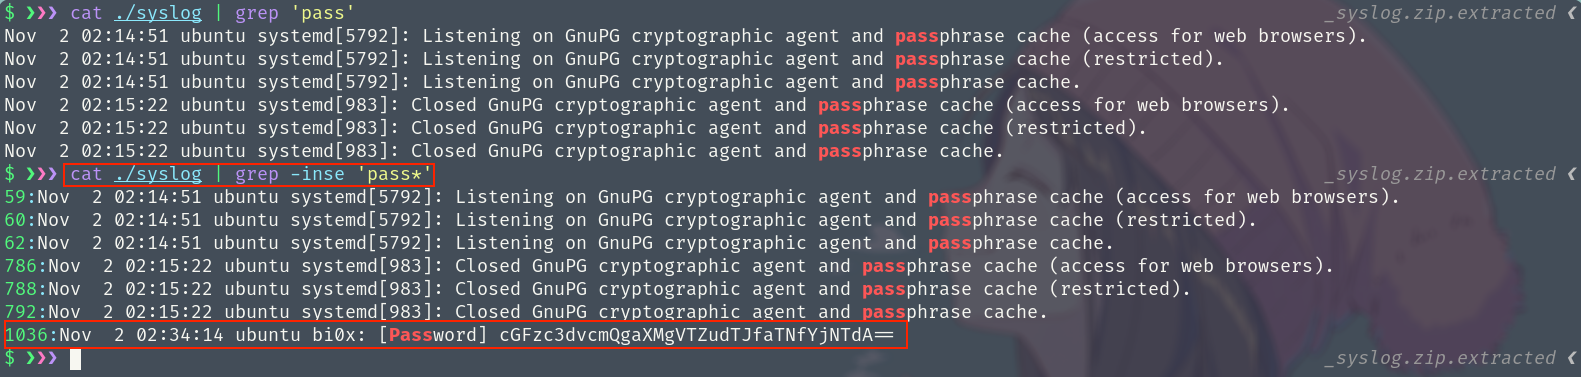 $ ❯❯❯ cat ./syslog | grep 'pass' _syslog.zip.extracted ❮
Nov  2 02:14:51 ubuntu systemd[5792]: Listening on GnuPG cryptographic agent and passphrase cache (access for web browsers).
Nov  2 02:14:51 ubuntu systemd[5792]: Listening on GnuPG cryptographic agent and passphrase cache (restricted).
Nov  2 02:14:51 ubuntu systemd[5792]: Listening on GnuPG cryptographic agent and passphrase cache.
Nov  2 02:15:22 ubuntu systemd[983]: Closed GnuPG cryptographic agent and passphrase cache (access for web browsers).
Nov  2 02:15:22 ubuntu systemd[983]: Closed GnuPG cryptographic agent and passphrase cache (restricted).
Nov  2 02:15:22 ubuntu systemd[983]: Closed GnuPG cryptographic agent and passphrase cache.
$ ❯❯❯ cat ./syslog | grep -inse 'pass*' _syslog.zip.extracted ❮
59:Nov  2 02:14:51 ubuntu systemd[5792]: Listening on GnuPG cryptographic agent and passphrase cache (access for web browsers).
60:Nov  2 02:14:51 ubuntu systemd[5792]: Listening on GnuPG cryptographic agent and passphrase cache (restricted).
62:Nov  2 02:14:51 ubuntu systemd[5792]: Listening on GnuPG cryptographic agent and passphrase cache.
786:Nov  2 02:15:22 ubuntu systemd[983]: Closed GnuPG cryptographic agent and passphrase cache (access for web browsers).
788:Nov  2 02:15:22 ubuntu systemd[983]: Closed GnuPG cryptographic agent and passphrase cache (restricted).
792:Nov  2 02:15:22 ubuntu systemd[983]: Closed GnuPG cryptographic agent and passphrase cache.
1036:Nov  2 02:34:14 ubuntu bi0x: [Password] cGFzc3dvcmQgaXMgVTZudTJfaTNfYjNTdA==
$ ❯❯❯ _syslog.zip.extracted ❮